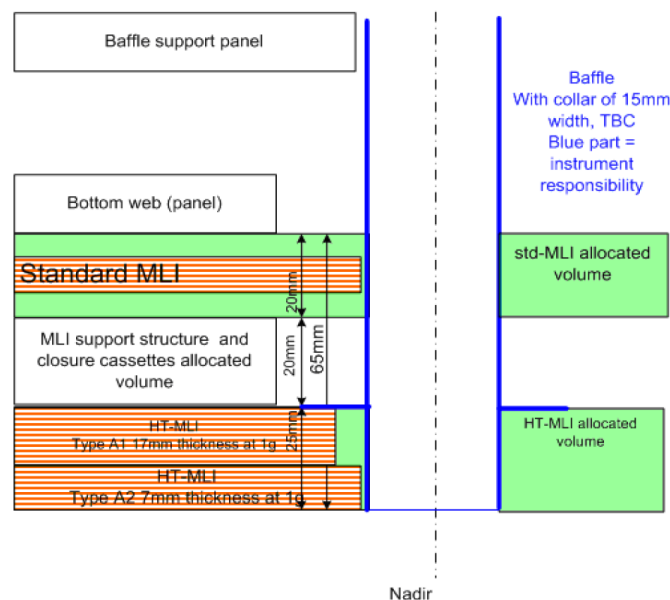 Baffle support panel
Baffle
With collar of 15mm
width, TBC
Blue part =
instrument
responsibility
Bottom web (panel)
Standard MLI
20mm
std-MLI allocated
volume
MLI support structure and
closure cassettes allocated
volume
20mm
65mm
HT-MLI
Type A1 17mm thickness at 1g
25mm
HT-MLI allocated
volume
HT-MLI
Type A2 7mm thickness at 1g
Nadir